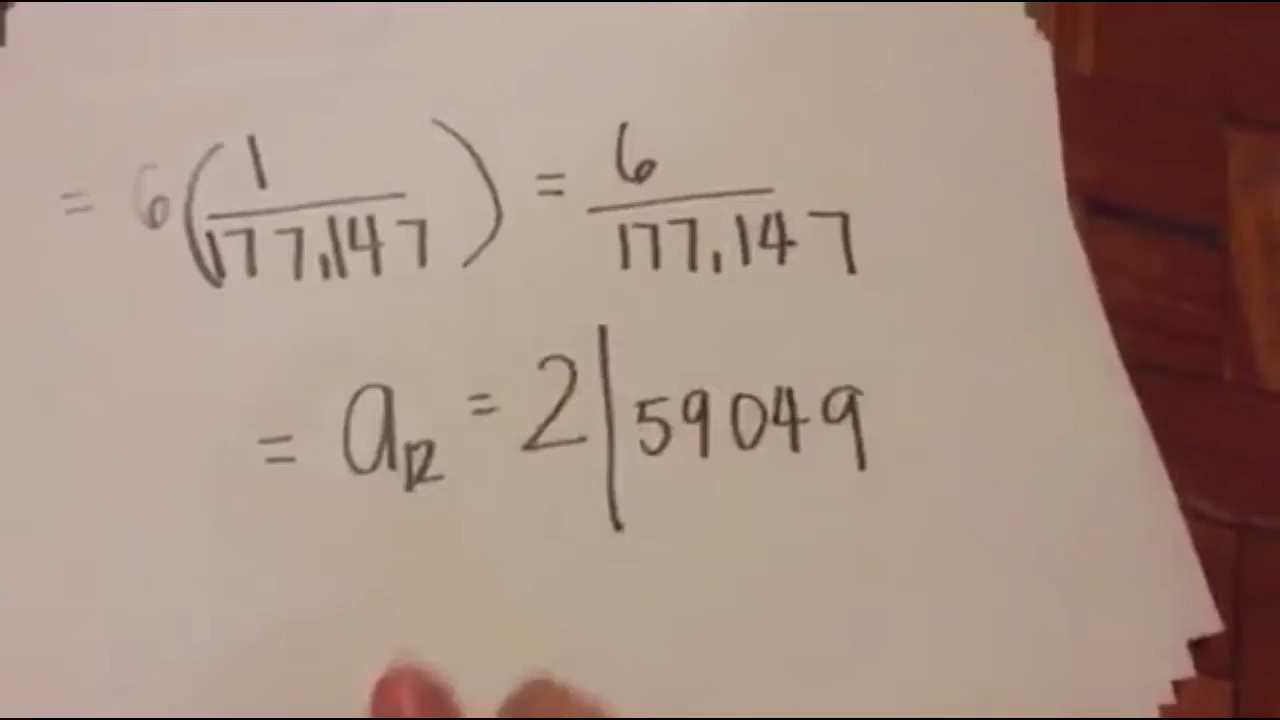 = 6(1/177,147) = 6/177,147
= a12 = 2|59049